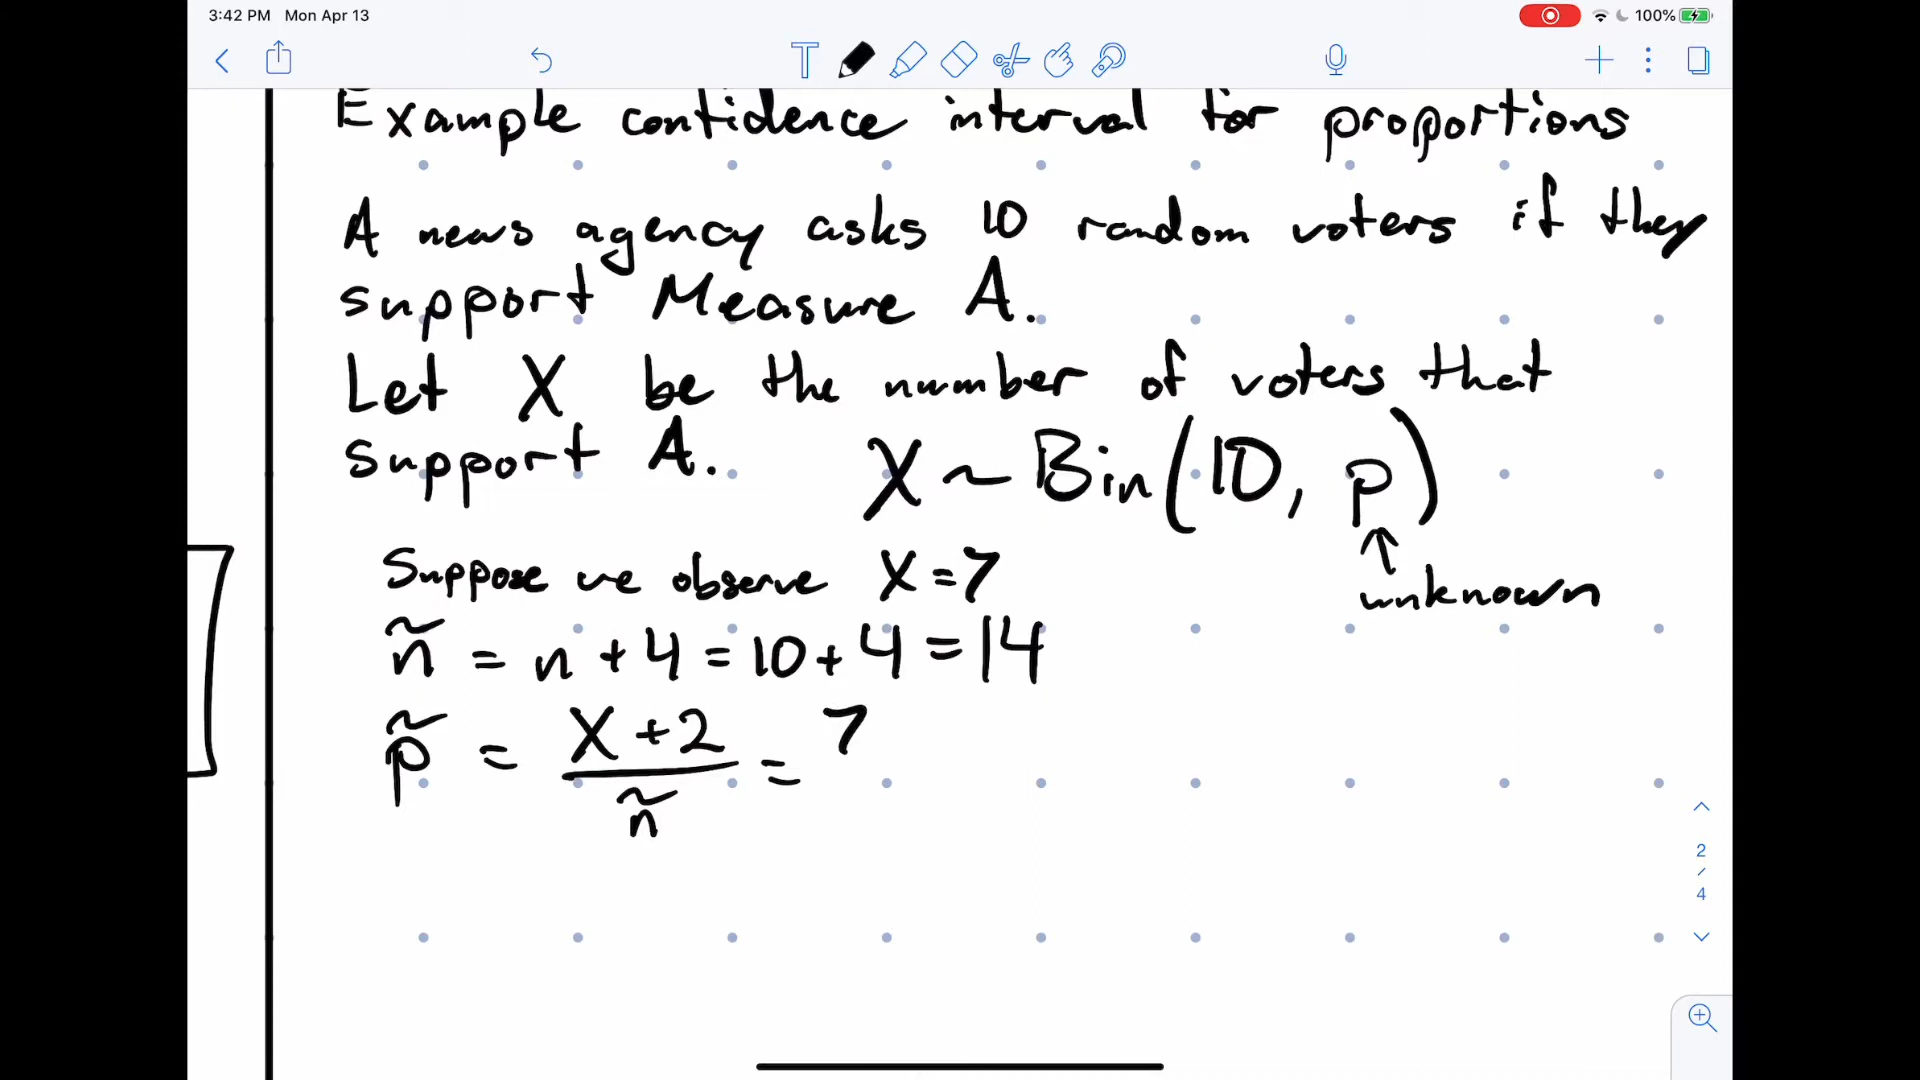 3:42 PM Mon Apr 13
100%
T
Example confidence interval for proportions
A news agency asks 10 random voters if they
support Measure A.
Let X be the number of voters that
support A. X ~ Bin(10, p)
↑
unknown
Suppose we observe X = 7
ñ = n + 4 = 10 + 4 = 14
p̃ = (X + 2)/ñ = 7
2
/
4